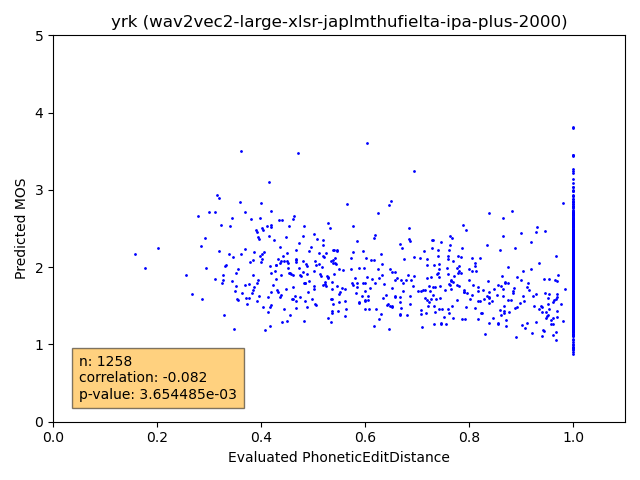 yrk (wav2vec2-large-xlsr-japlmthufielta-ipa-plus-2000)
5
4
3
2
1
0
Predicted MOS
n: 1258
correlation: -0.082
p-value: 3.654485e-03
0.0 0.2 0.4 0.6 0.8 1.0
Evaluated PhoneticEditDistance